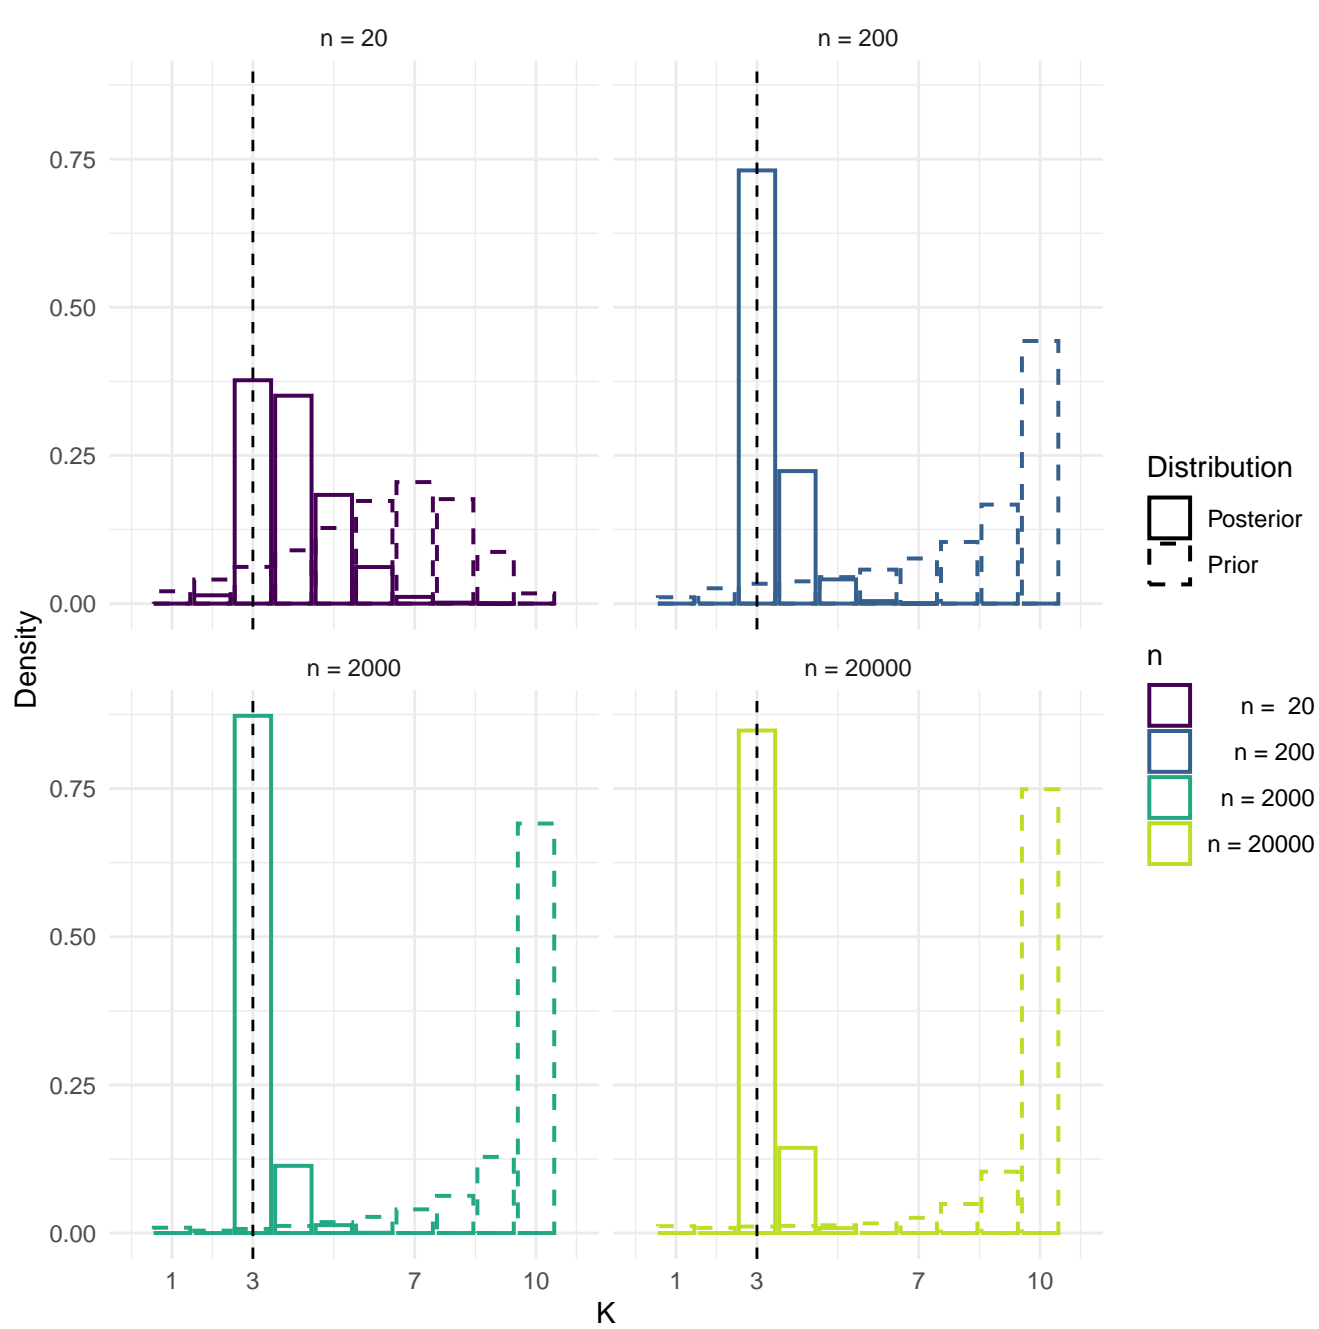 n = 20
n = 200
0.75
0.50
0.25
0.00
n = 2000
n = 20000
0.75
0.50
0.25
0.00
1 3 7 10
1 3 7 10
K
Density
Distribution
Posterior
Prior
n
n = 20
n = 200
n = 2000
n = 20000